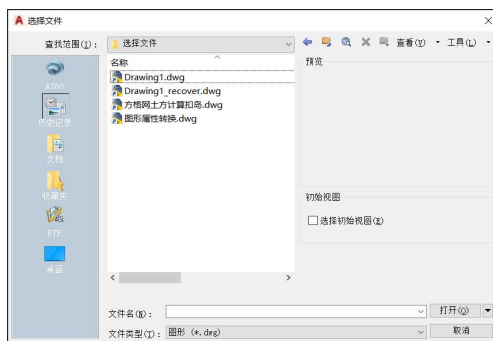 选择文件
查找范围(I): 选择文件 查看(V) 工具(L)
名称 预览
A360
Drawing1.dwg
Drawing1_recover.dwg
方格网土方计算扣岛.dwg
图形属性转换.dwg
历史记录
文档
收藏夹
FTP
桌面
初始视图
选择初始视图(E)
文件名(N): 打开(O)
文件类型(T): 图形 (*.dwg) 取消